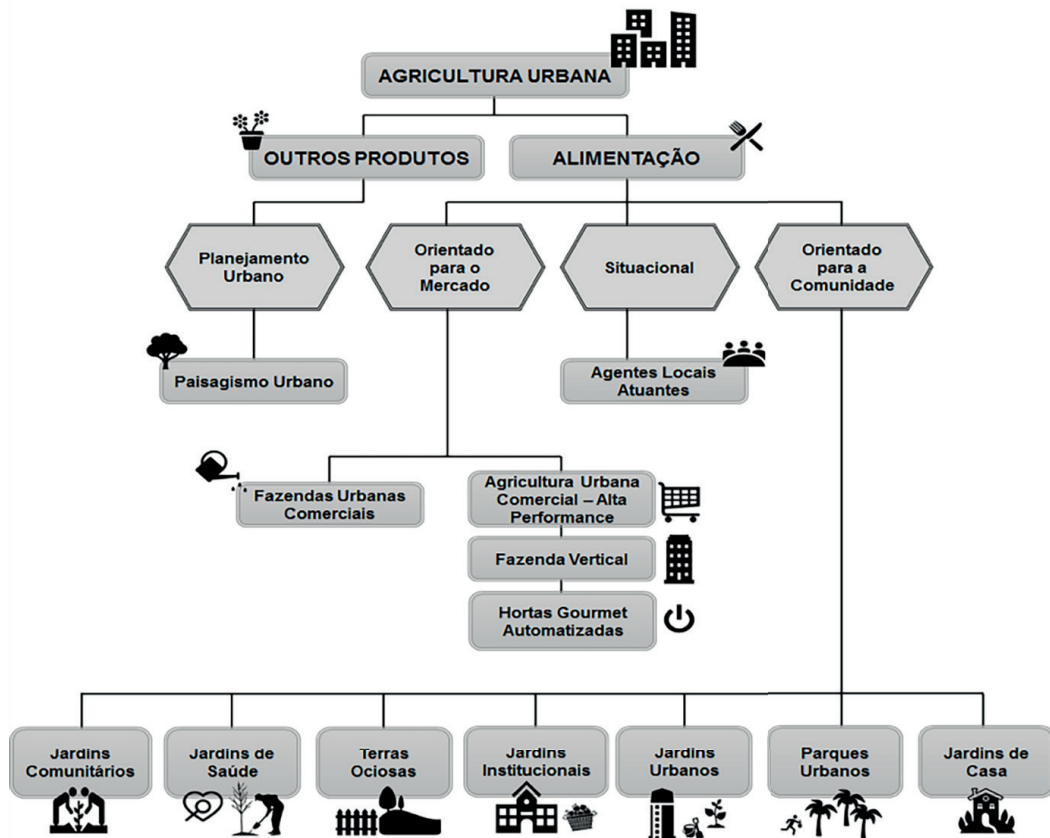 AGRICULTURA URBANA
OUTROS PRODUTOS
ALIMENTAÇÃO
Planejamento
Urbano
Orientado
para o
Mercado
Situacional
Orientado
para a
Comunidade
Paisagismo Urbano
Agentes Locais
Atuantes
Fazendas Urbanas
Comerciais
Agricultura Urbana
Comercial – Alta
Performance
Fazenda Vertical
Hortas Gourmet
Automatizadas
Jardins
Comunitários
Jardins de
Saúde
Terras
Ociosas
Jardins
Institucionais
Jardins
Urbanos
Parques
Urbanos
Jardins de
Casa